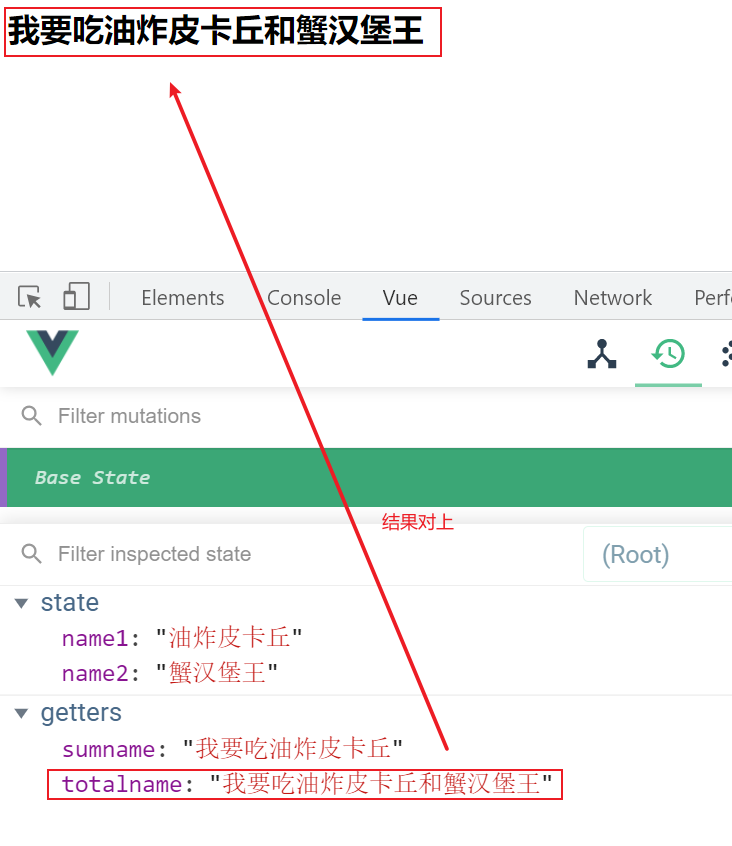 我要吃油炸皮卡丘和蟹汉堡王
Elements Console Vue Sources Network Perf
Filter mutations
Base State
结果对上
Filter inspected state (Root)
state
name1: "油炸皮卡丘"
name2: "蟹汉堡王"
getters
sumname: "我要吃油炸皮卡丘"
totalname: "我要吃油炸皮卡丘和蟹汉堡王"